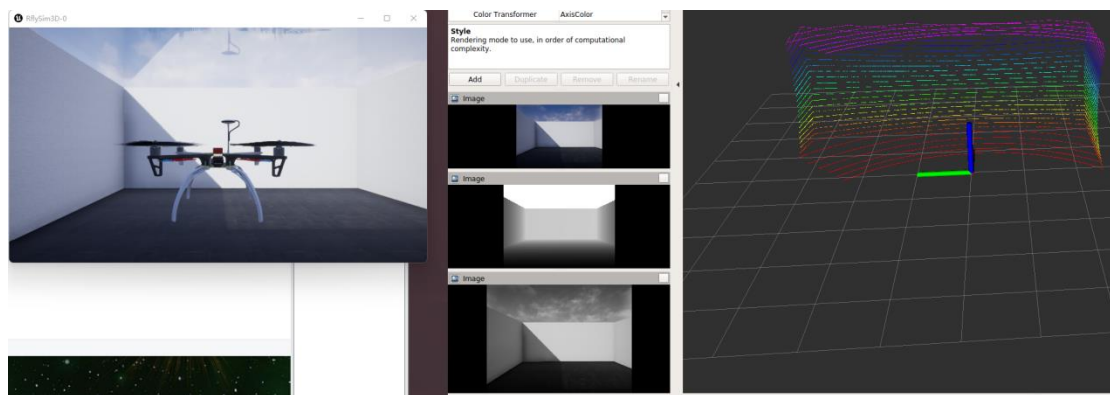 RflySim3D-0
Color Transformer AxisColor
Style
Rendering mode to use, in order of computational
complexity.
Add Duplicate Remove Rename
Image
Image
Image